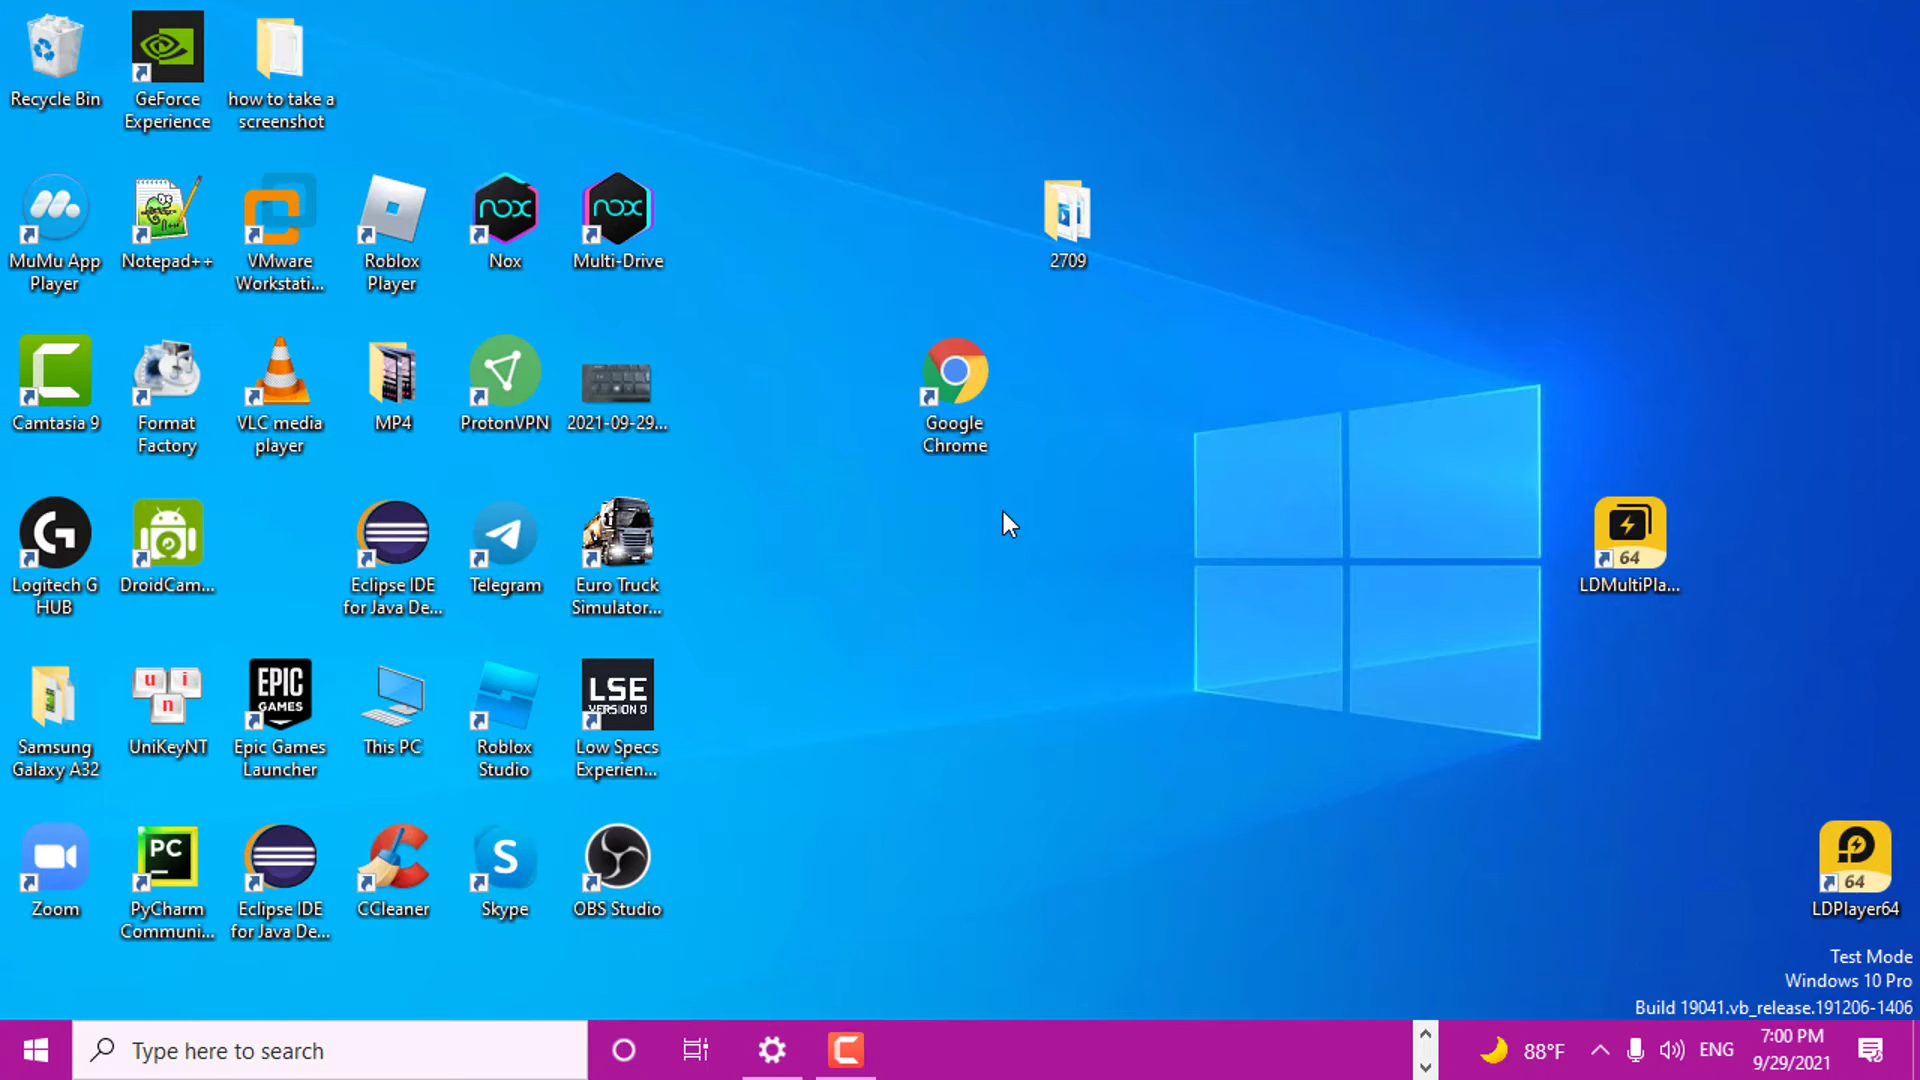 Recycle Bin
GeForce
Experience
how to take a
screenshot
MuMu App
Player
Notepad++
VMware
Workstati...
Roblox
Player
nox
Nox
nox
Multi-Drive
2709
Camtasia 9
Format
Factory
VLC media
player
MP4
ProtonVPN
2021-09-29...
Google
Chrome
Logitech G
HUB
DroidCam...
Eclipse IDE
for Java De...
Telegram
Euro Truck
Simulator...
64
LDMultiPla...
Samsung
Galaxy A32
u i
n
UniKeyNT
EPIC
GAMES
Epic Games
Launcher
This PC
Roblox
Studio
LSE
VERSION 9
Low Specs
Experien...
Zoom
PC
PyCharm
Communi...
Eclipse IDE
for Java De...
CCleaner
S
Skype
OBS Studio
64
LDPlayer64
Test Mode
Windows 10 Pro
Build 19041.vb_release.191206-1406
Type here to search
88°F
ENG
7:00 PM
9/29/2021